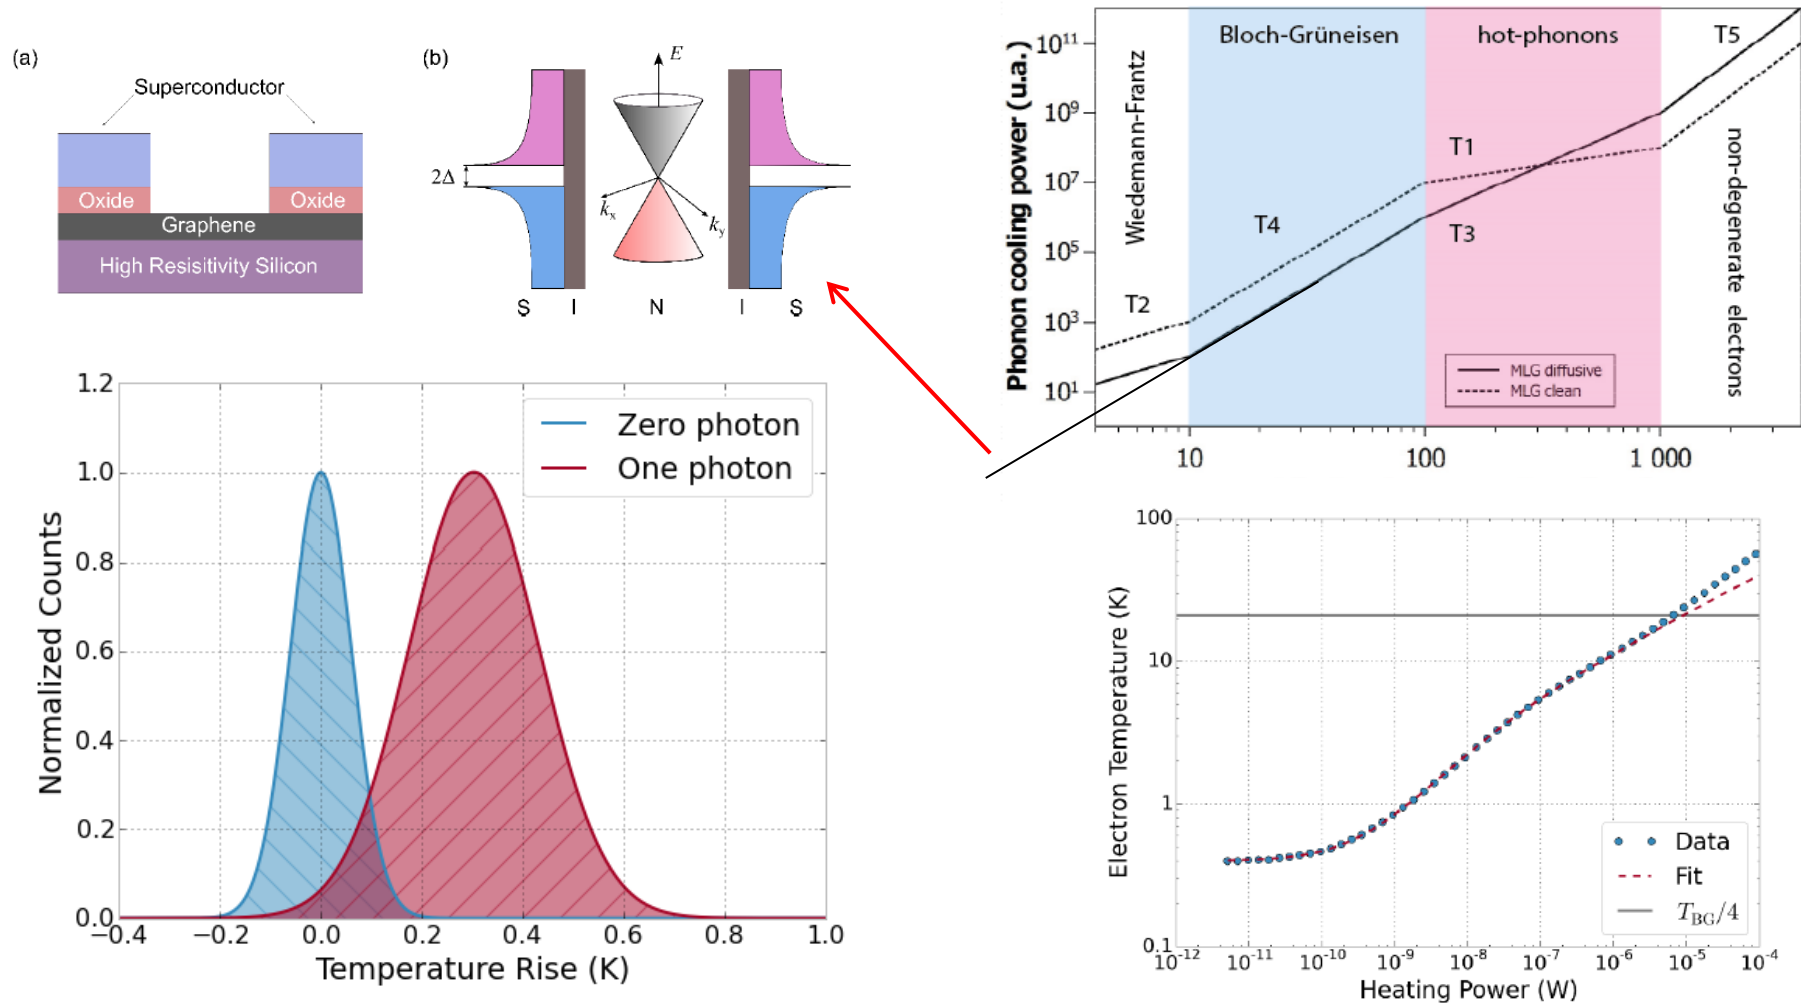 (a)
Superconductor
Oxide
Oxide
Graphene
High Resisitivity Silicon
(b)
E
2Δ
kx
ky
S
I
N
I
S
Phonon cooling power (u.a.)
10¹¹
10⁹
10⁷
10⁵
10³
10¹
Wiedemann-Frantz
Bloch-Grüneisen
hot-phonons
non-degenerate electrons
T5
T1
T4
T3
T2
MLG diffusive
MLG clean
10
100
1 000
Normalized Counts
1.2
1.0
0.8
0.6
0.4
0.2
0.0
Zero photon
One photon
−0.4
−0.2
0.0
0.2
0.4
0.6
0.8
1.0
Temperature Rise (K)
Electron Temperature (K)
100
10
1
0.1
Data
Fit
T_BG/4
10⁻¹²
10⁻¹¹
10⁻¹⁰
10⁻⁹
10⁻⁸
10⁻⁷
10⁻⁶
10⁻⁵
10⁻⁴
Heating Power (W)